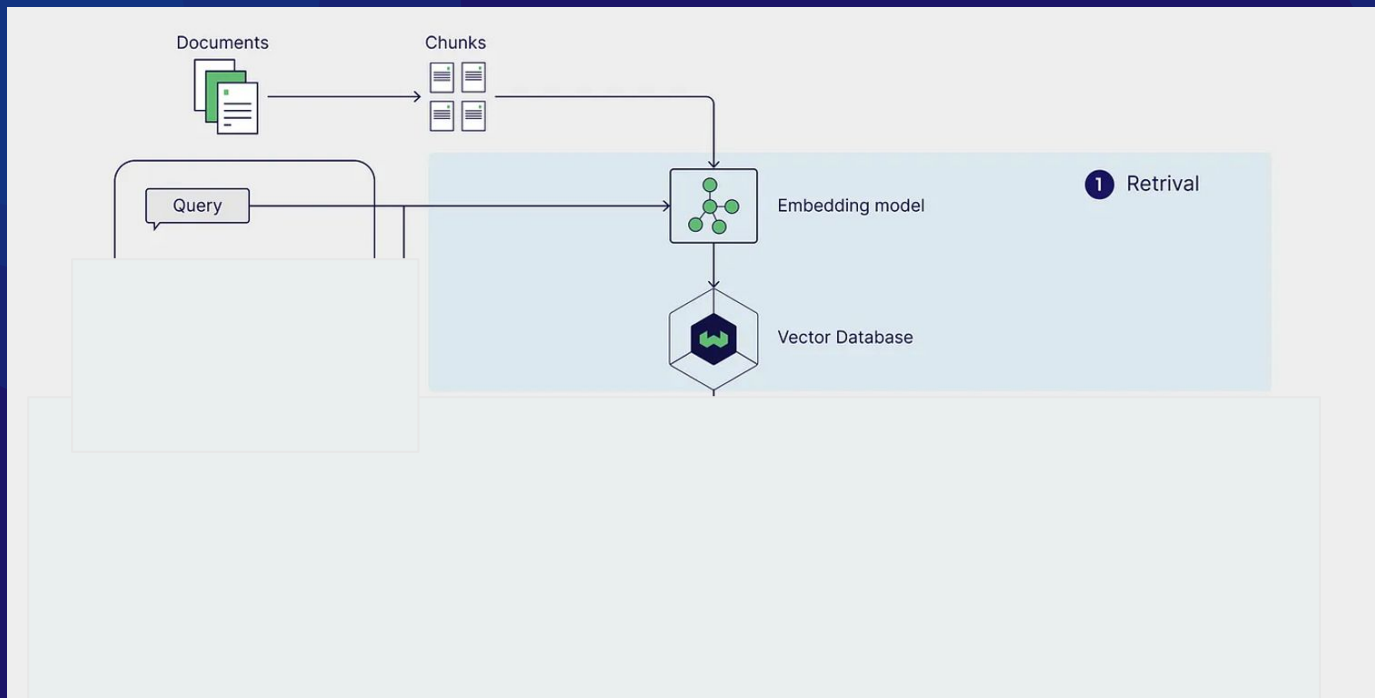 Documents
Chunks
Query
Embedding model
1 Retrival
Vector Database